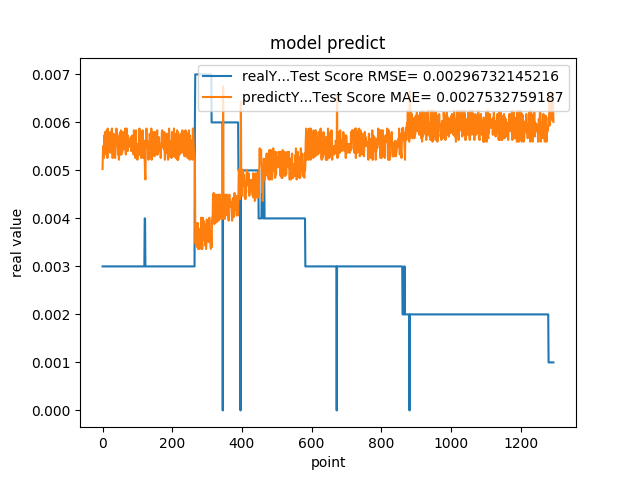 model predict
realY...Test Score RMSE= 0.00296732145216
predictY...Test Score MAE= 0.0027532759187
0.007
0.006
0.005
0.004
0.003
0.002
0.001
0.000
real value
0 200 400 600 800 1000 1200
point